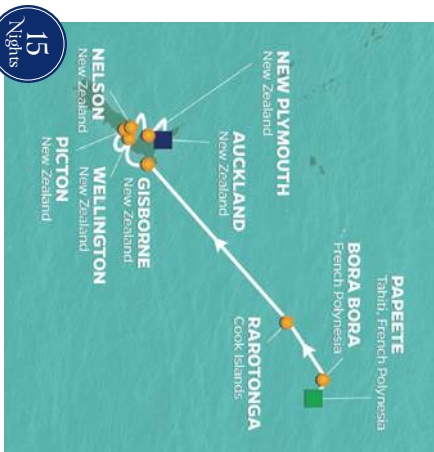 15
Nights
PAPEETE
Tahiti, French Polynesia
BORA BORA
French Polynesia
RAROTONGA
Cook Islands
NEW PLYMOUTH
New Zealand
AUCKLAND
New Zealand
GISBORNE
New Zealand
WELLINGTON
New Zealand
NELSON
New Zealand
PICTON
New Zealand